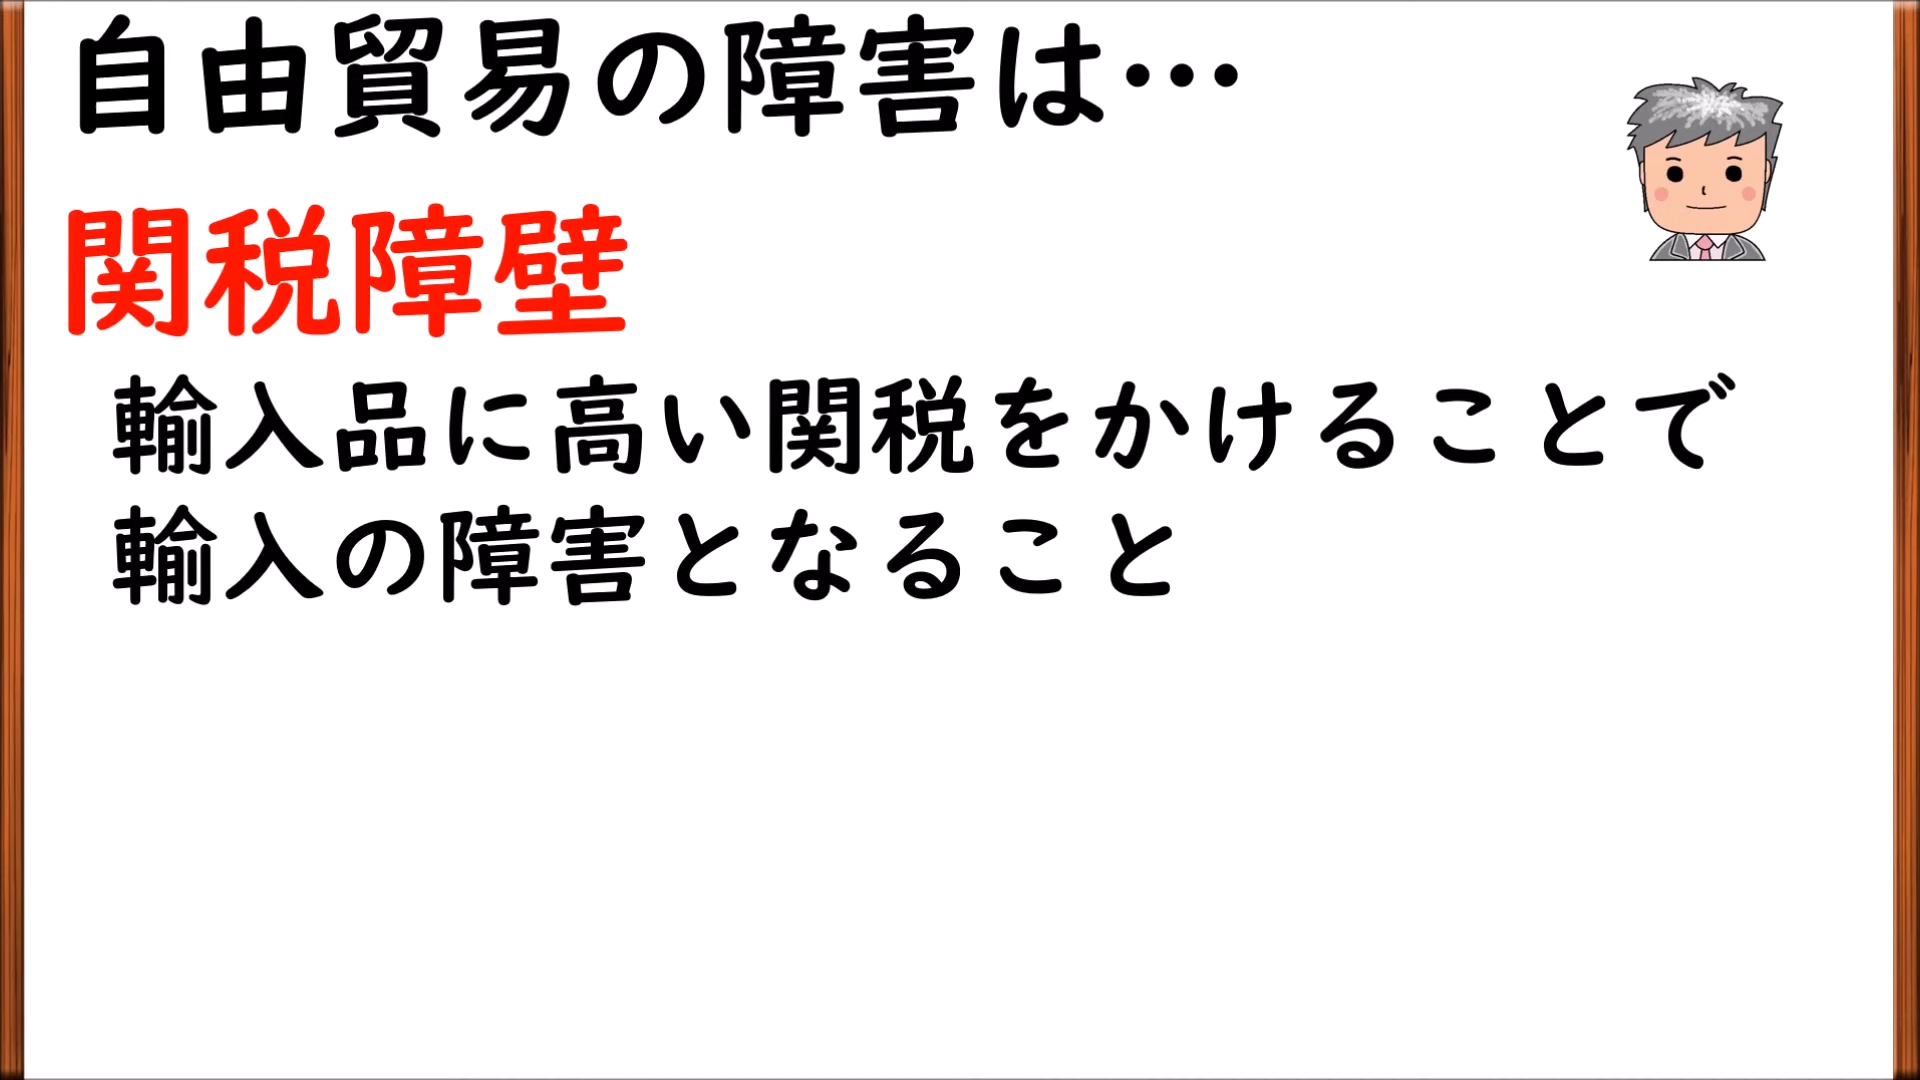 自由貿易の障害は…
関税障壁
輸入品に高い関税をかけることで
輸入の障害となること